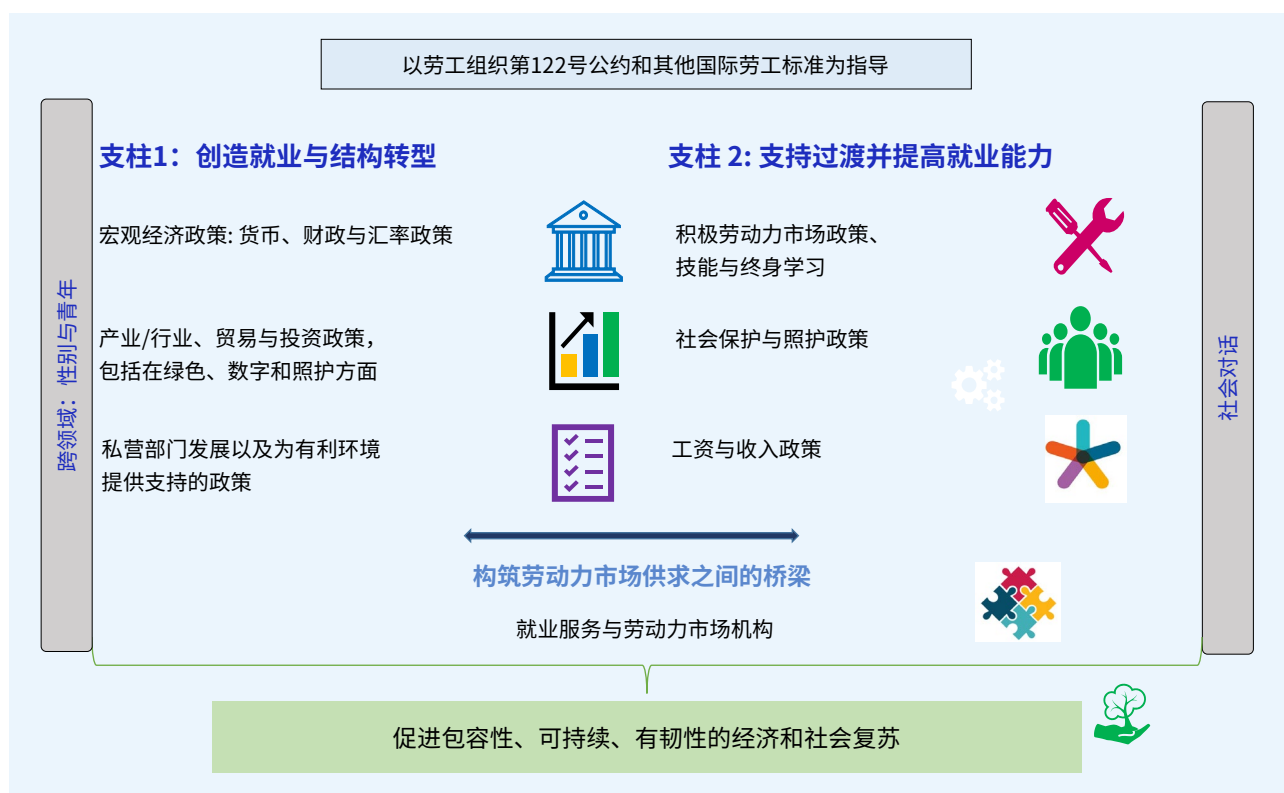 以劳工组织第122号公约和其他国际劳工标准为指导
跨领域：性别与青年
支柱1：创造就业与结构转型
宏观经济政策: 货币、财政与汇率政策
产业/行业、贸易与投资政策，
包括在绿色、数字和照护方面
私营部门发展以及为有利环境
提供支持的政策
支柱 2: 支持过渡并提高就业能力
积极劳动力市场政策、
技能与终身学习
社会保护与照护政策
工资与收入政策
社会对话
构筑劳动力市场供求之间的桥梁
就业服务与劳动力市场机构
促进包容性、可持续、有韧性的经济和社会复苏